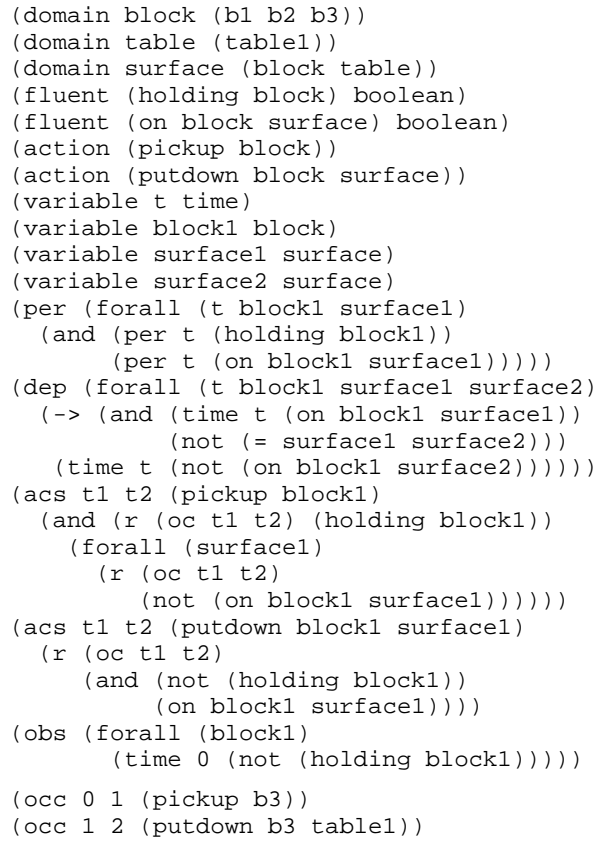 (domain block (b1 b2 b3))
(domain table (table1))
(domain surface (block table))
(fluent (holding block) boolean)
(fluent (on block surface) boolean)
(action (pickup block))
(action (putdown block surface))
(variable t time)
(variable block1 block)
(variable surface1 surface)
(variable surface2 surface)
(per (forall (t block1 surface1)
  (and (per t (holding block1))
       (per t (on block1 surface1)))))
(dep (forall (t block1 surface1 surface2)
  (-> (and (time t (on block1 surface1))
           (not (= surface1 surface2)))
   (time t (not (on block1 surface2))))))
(acs t1 t2 (pickup block1)
  (and (r (oc t1 t2) (holding block1))
    (forall (surface1)
      (r (oc t1 t2)
         (not (on block1 surface1))))))
(acs t1 t2 (putdown block1 surface1)
  (r (oc t1 t2)
     (and (not (holding block1))
          (on block1 surface1))))
(obs (forall (block1)
        (time 0 (not (holding block1)))))
(occ 0 1 (pickup b3))
(occ 1 2 (putdown b3 table1))